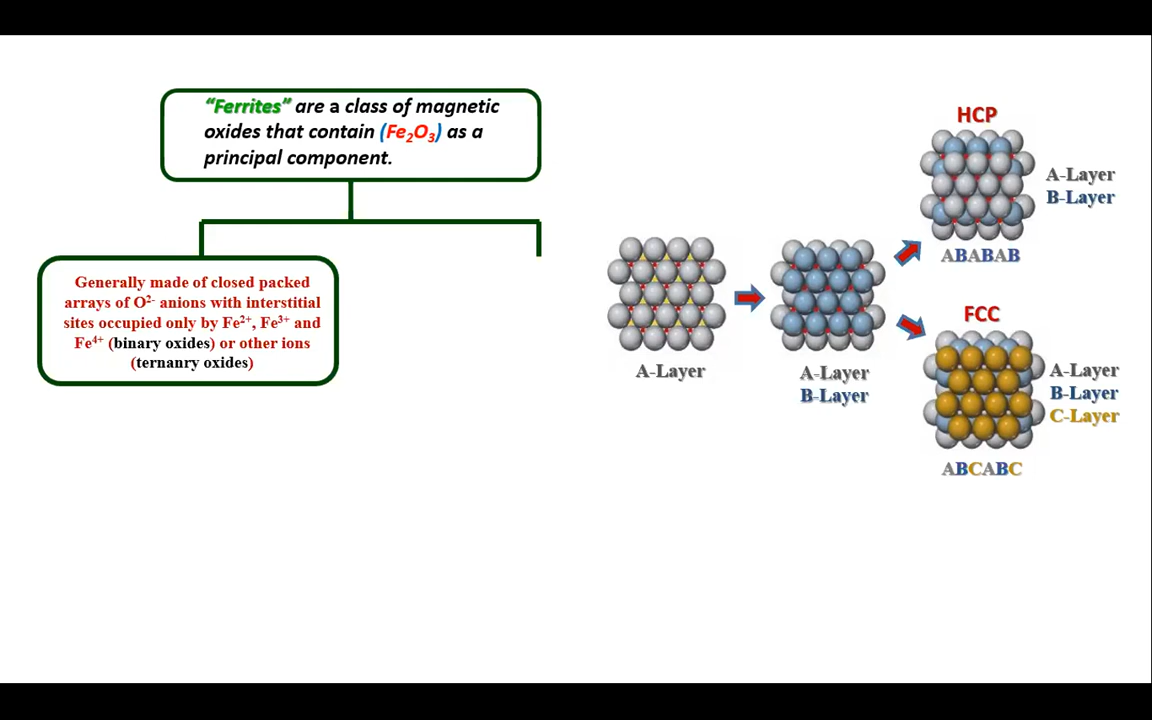 “Ferrites” are a class of magnetic
oxides that contain (Fe₂O₃) as a
principal component.
Generally made of closed packed
arrays of O²⁻ anions with interstitial
sites occupied only by Fe²⁺, Fe³⁺ and
Fe⁴⁺ (binary oxides) or other ions
(ternanry oxides)
A-Layer
A-Layer
B-Layer
HCP
A-Layer
B-Layer
ABABAB
FCC
A-Layer
B-Layer
C-Layer
ABCABC